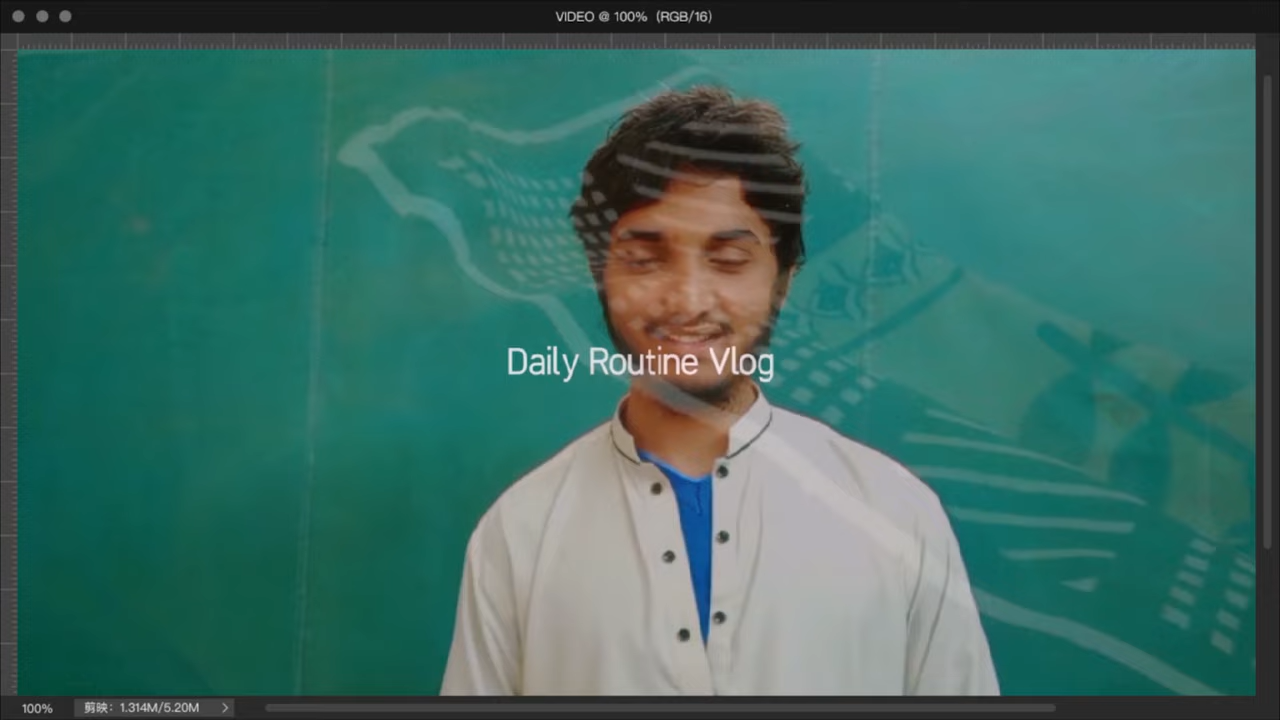 VIDEO @ 100% (RGB/16)
Daily Routine Vlog
100%
剪映: 1.314M/5.20M